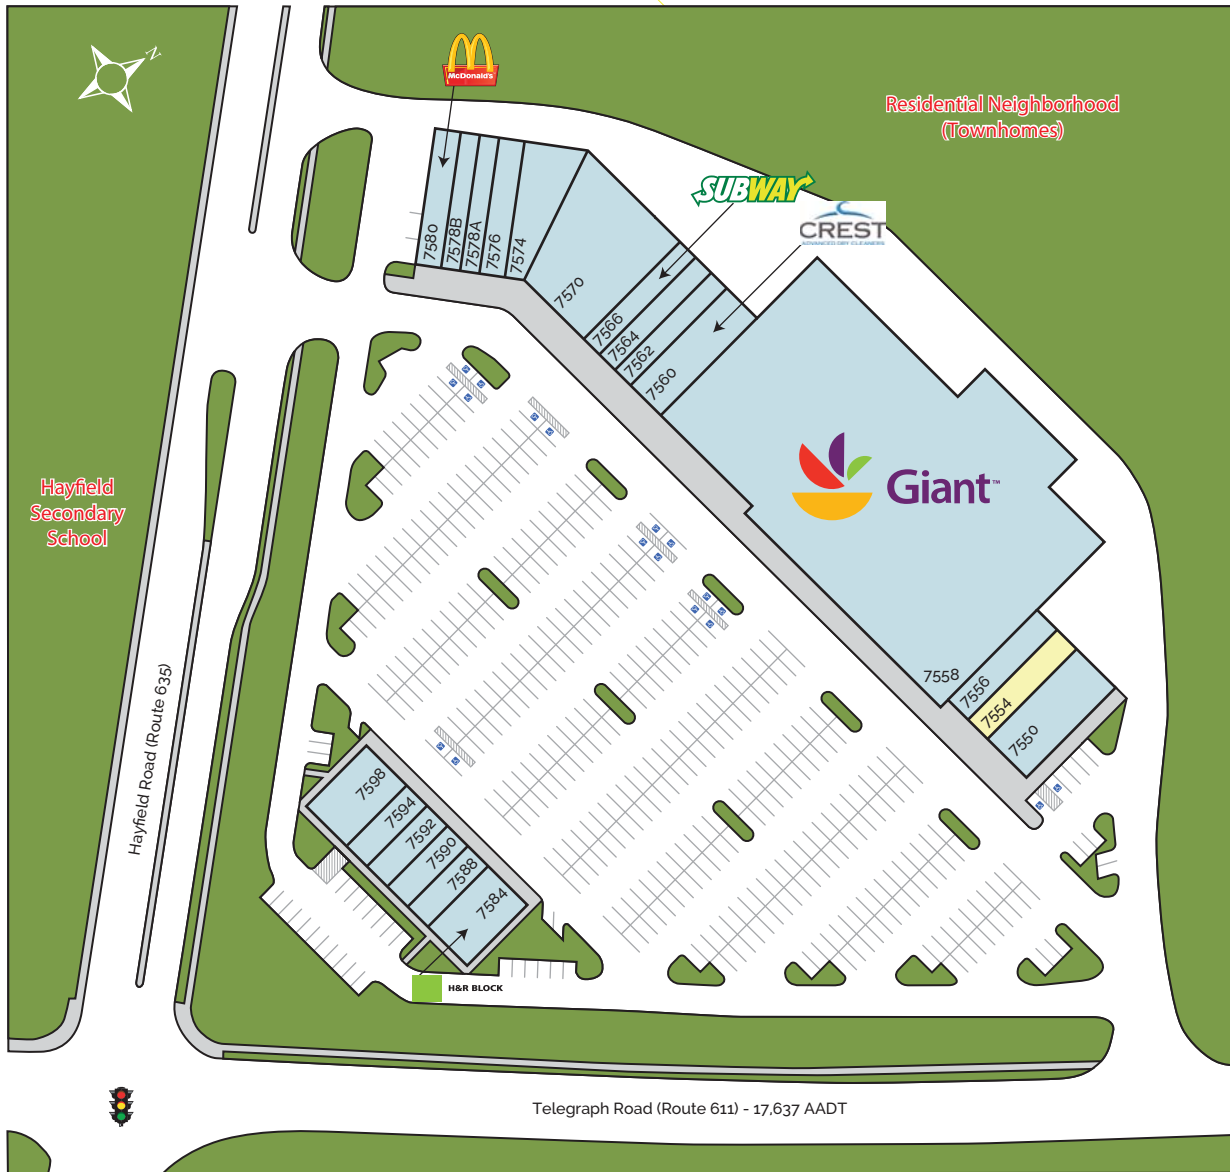 N
McDonald's
Residential Neighborhood
(Townhomes)
SUBWAY
CREST
ADVANCED DRY CLEANERS
7580
7578B
7578A
7576
7574
7570
7566
7564
7562
7560
Giant™
Hayfield
Secondary
School
7558
7556
7554
7550
Hayfield Road (Route 635)
7598
7594
7592
7590
7588
7584
H&R BLOCK
Telegraph Road (Route 611) - 17,637 AADT